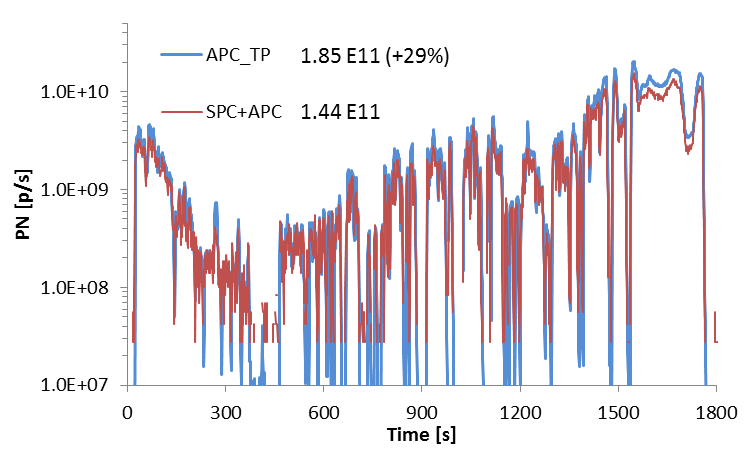 APC_TP 1.85 E11 (+29%)
SPC+APC 1.44 E11
1.0E+10
1.0E+09
1.0E+08
1.0E+07
PN [p/s]
0 300 600 900 1200 1500 1800
Time [s]